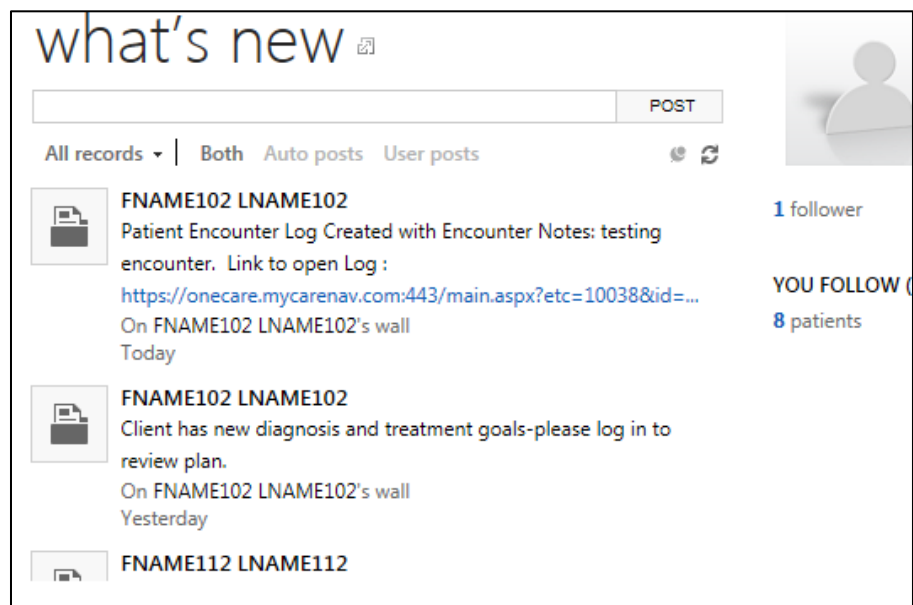 what's new
POST
All records Both Auto posts User posts
FNAME102 LNAME102
Patient Encounter Log Created with Encounter Notes: testing
encounter. Link to open Log :
https://onecare.mycarenav.com:443/main.aspx?etc=10038&id=...
On FNAME102 LNAME102's wall
Today
FNAME102 LNAME102
Client has new diagnosis and treatment goals-please log in to
review plan.
On FNAME102 LNAME102's wall
Yesterday
FNAME112 LNAME112
1 follower
YOU FOLLOW (
8 patients